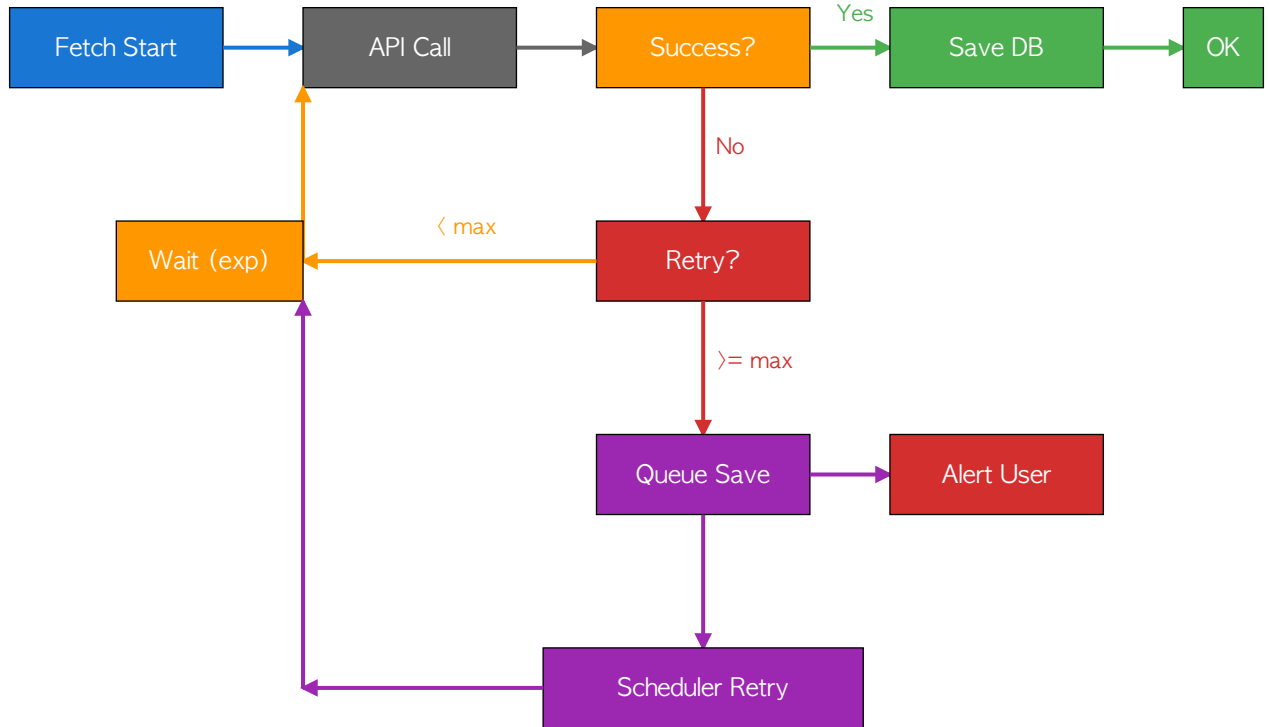 Fetch Start
API Call
Success?
Yes
Save DB
OK
No
Wait (exp)
< max
Retry?
>= max
Queue Save
Alert User
Scheduler Retry